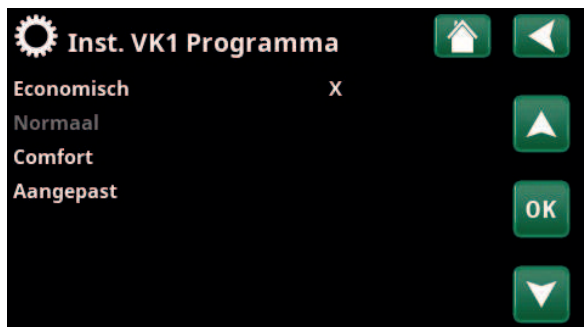 Inst. VK1 Programma
Economisch X
Normaal
Comfort
Aangepast
OK